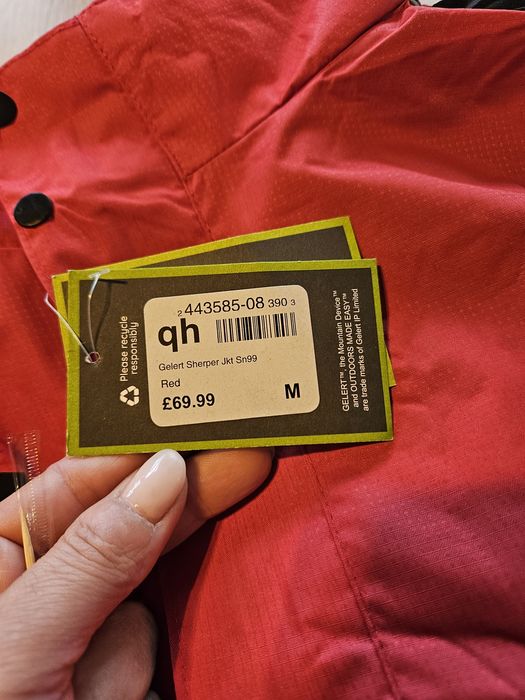 Please recycle
responsibly
2 443585-08 390 3
qh
Gelert Sherper Jkt Sn99
Red
£69.99 M
GELERT™, the Mountain Device™
and OUTDOORS MADE EASY™
are trade marks of Gelert IP Limited